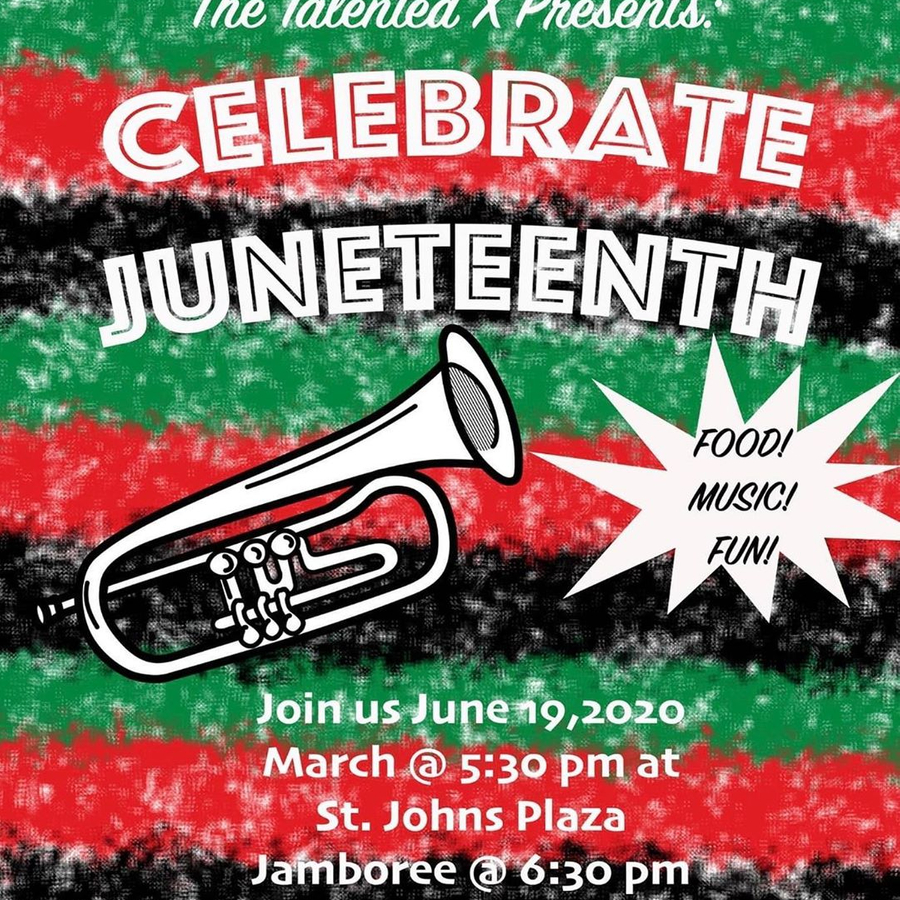 The Talented X Presents:
CELEBRATE
JUNETEENTH
FOOD!
MUSIC!
FUN!
Join us June 19,2020
March @ 5:30 pm at
St. Johns Plaza
Jamboree @ 6:30 pm